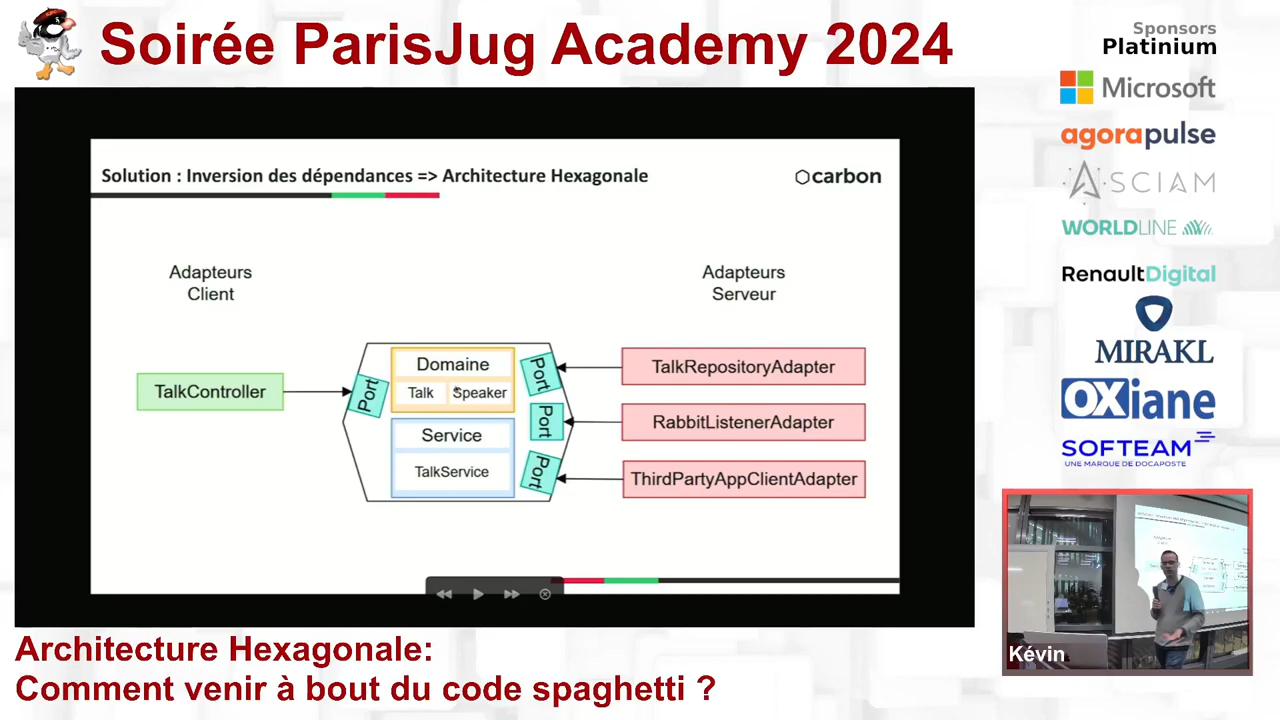 Soirée ParisJug Academy 2024
Sponsors
Platinium
Microsoft
agorapulse
ASCIAM
WORLDLINE
RenaultDigital
MIRAKL
OXiane
SOFTEAM
UNE MARQUE DE DOCAPOSTE
Solution : Inversion des dépendances => Architecture Hexagonale
carbon
Adapteurs
Client
Adapteurs
Serveur
TalkController
Port
Domaine
Talk
Speaker
Service
TalkService
Port
Port
Port
TalkRepositoryAdapter
RabbitListenerAdapter
ThirdPartyAppClientAdapter
Kévin
Architecture Hexagonale:
Comment venir à bout du code spaghetti ?